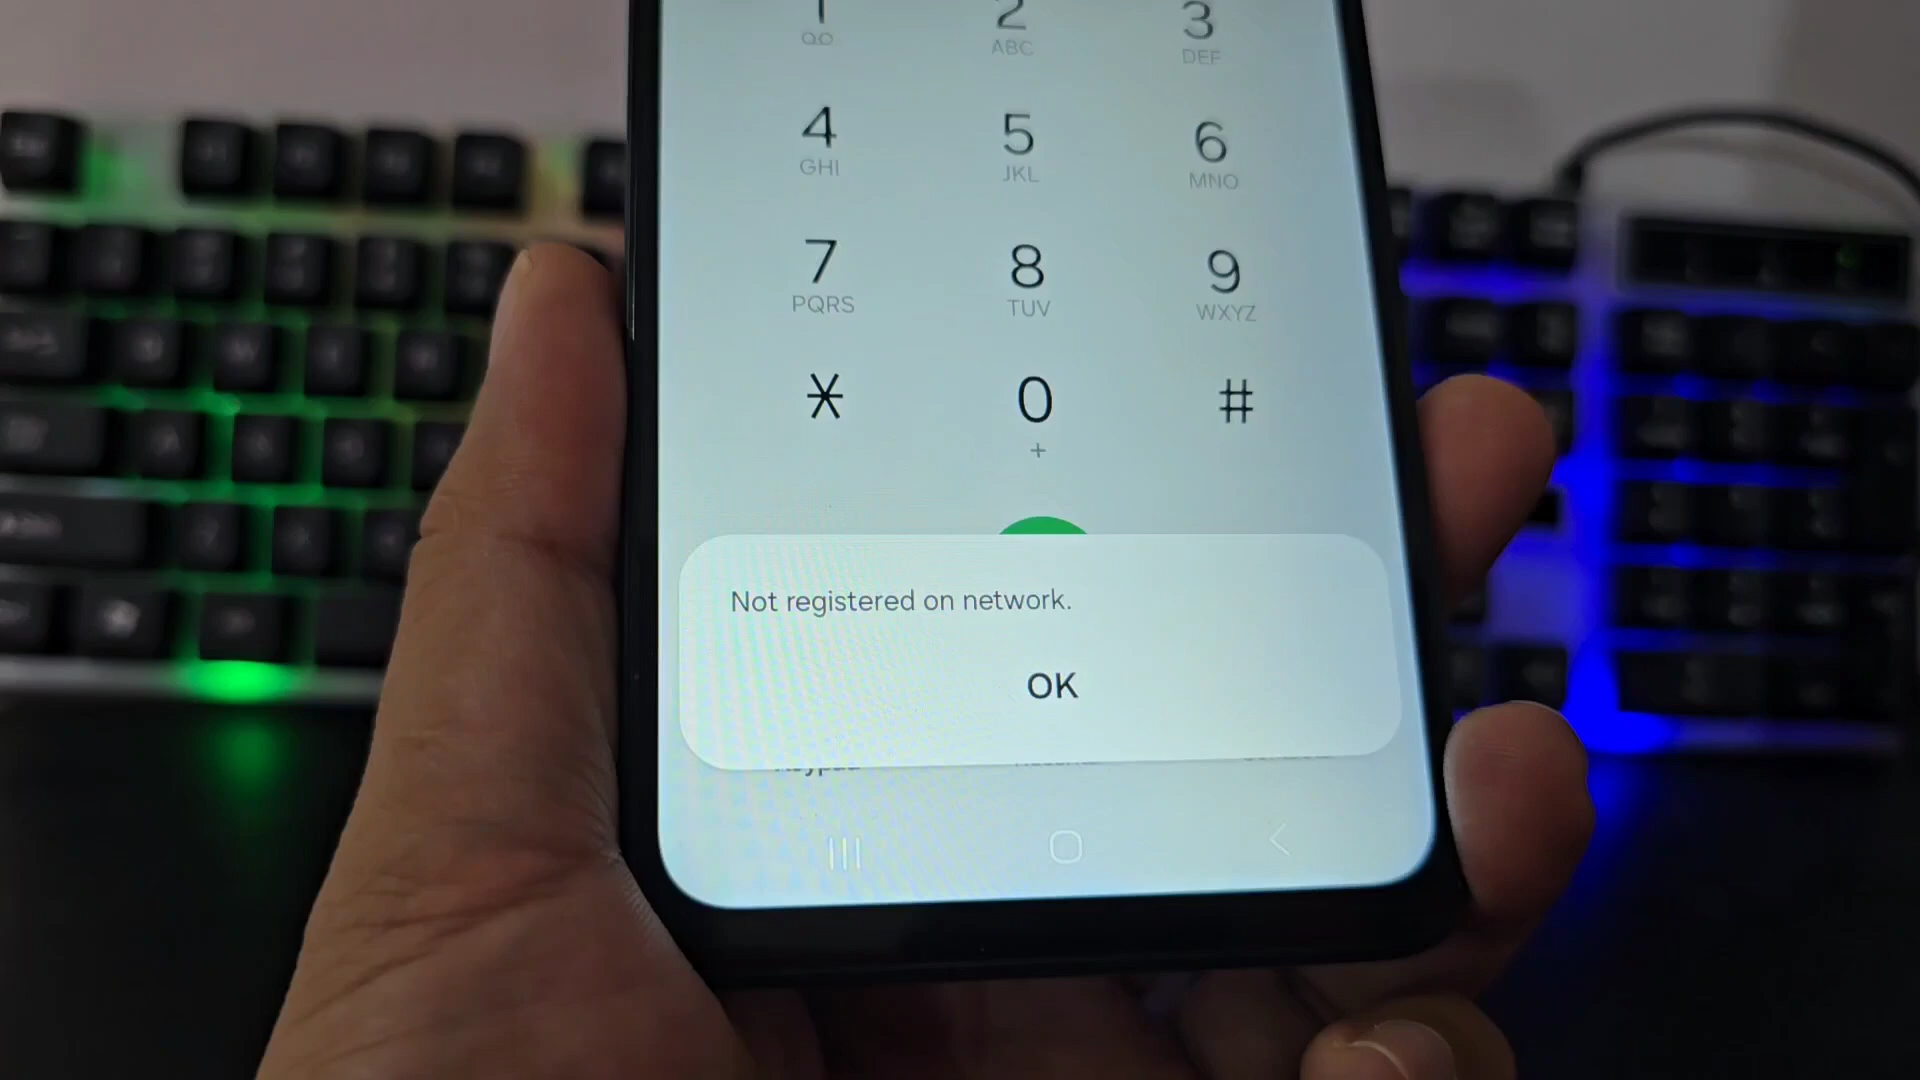 1 2 3
QO ABC DEF
4 5 6
GHI JKL MNO
7 8 9
PQRS TUV WXYZ
* 0 #
+
Not registered on network.
OK
Keypad